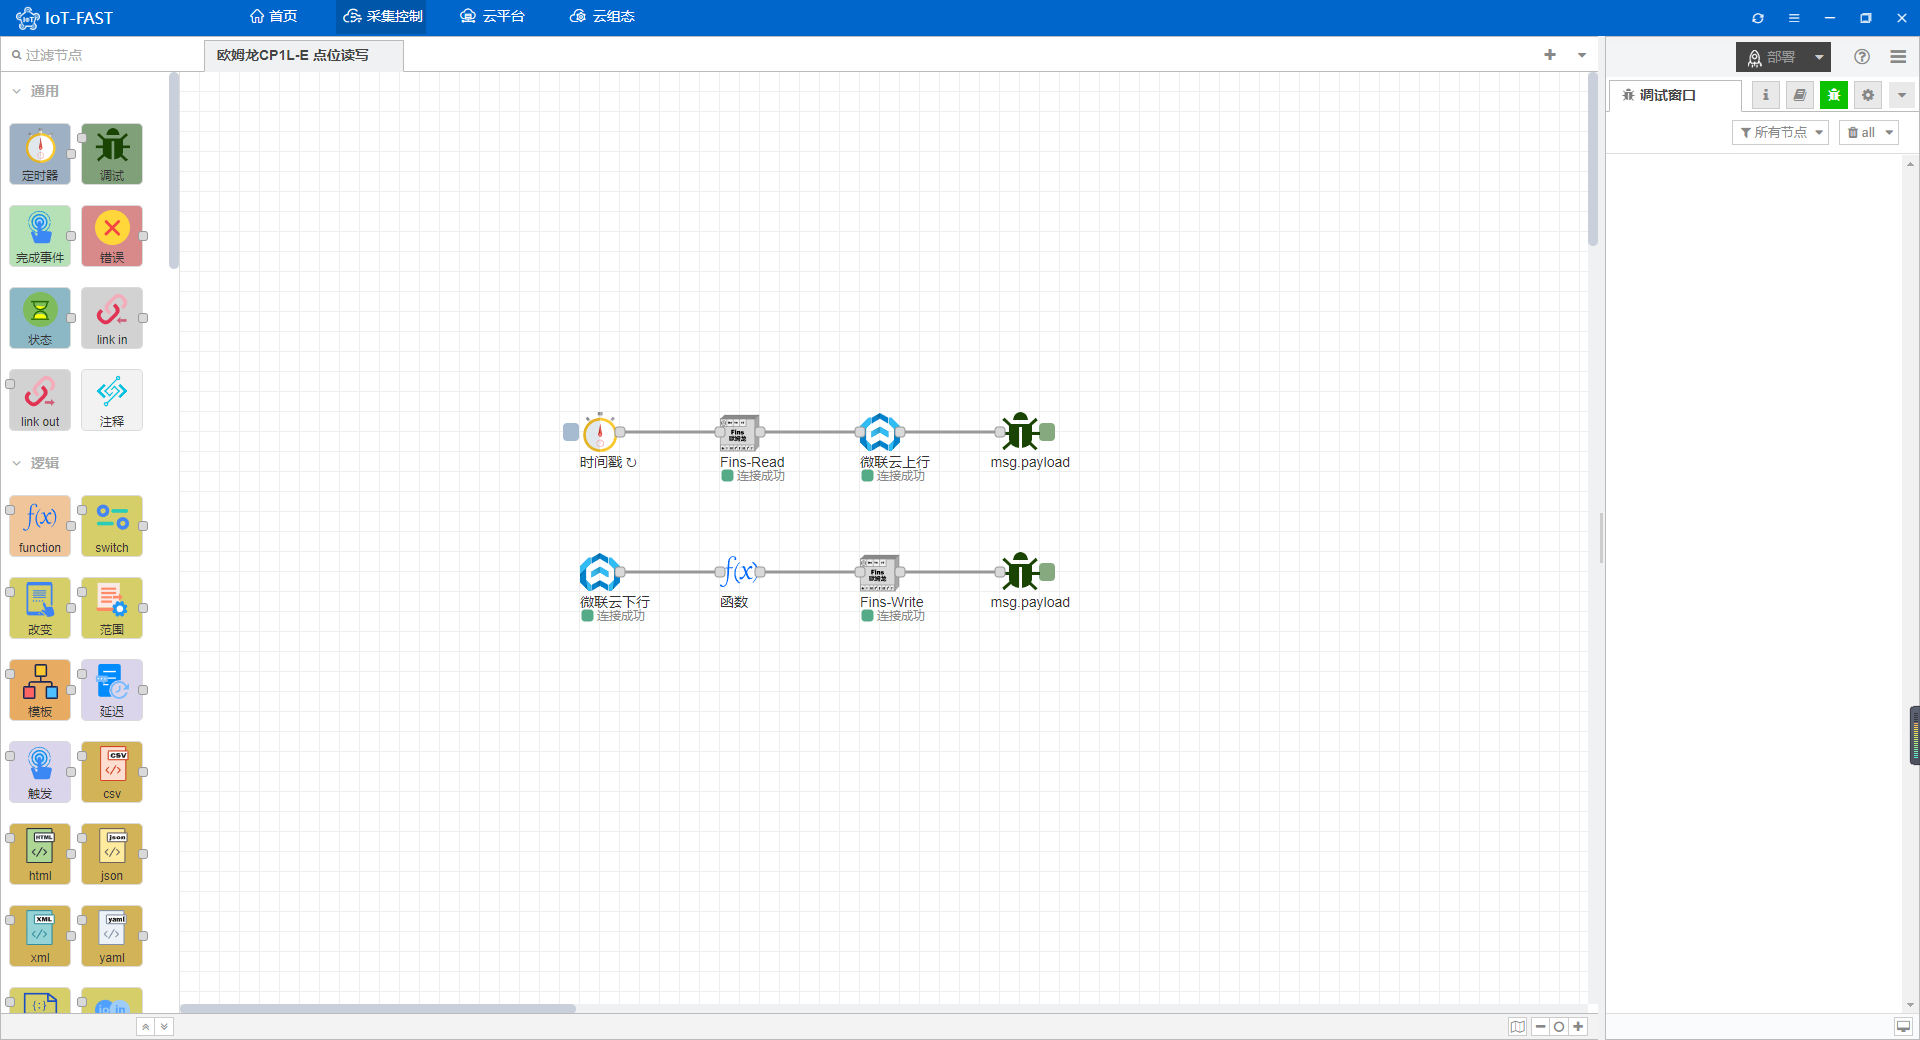 IoT-FAST
首页
采集控制
云平台
云组态
过滤节点
欧姆龙CP1L-E 点位读写
部署
调试窗口
所有节点
all
通用
定时器
调试
完成事件
错误
状态
link in
link out
注释
逻辑
function
switch
改变
范围
模板
延迟
触发
csv
html
json
xml
yaml
时间戳 ↻
Fins-Read
连接成功
微联云上行
连接成功
msg.payload
微联云下行
连接成功
函数
Fins-Write
连接成功
msg.payload